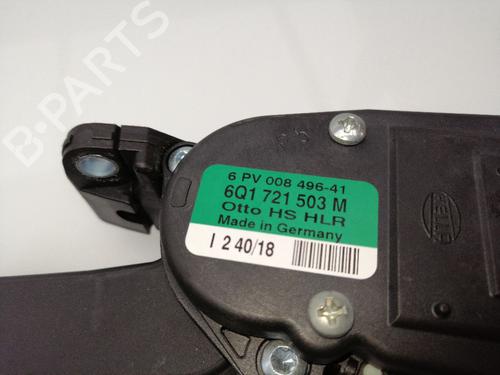 B-PARTS
6 PV 008 496-41
6Q1 721 503 M
Otto HS HLR
Made in Germany
I 2 40/18
HELLA